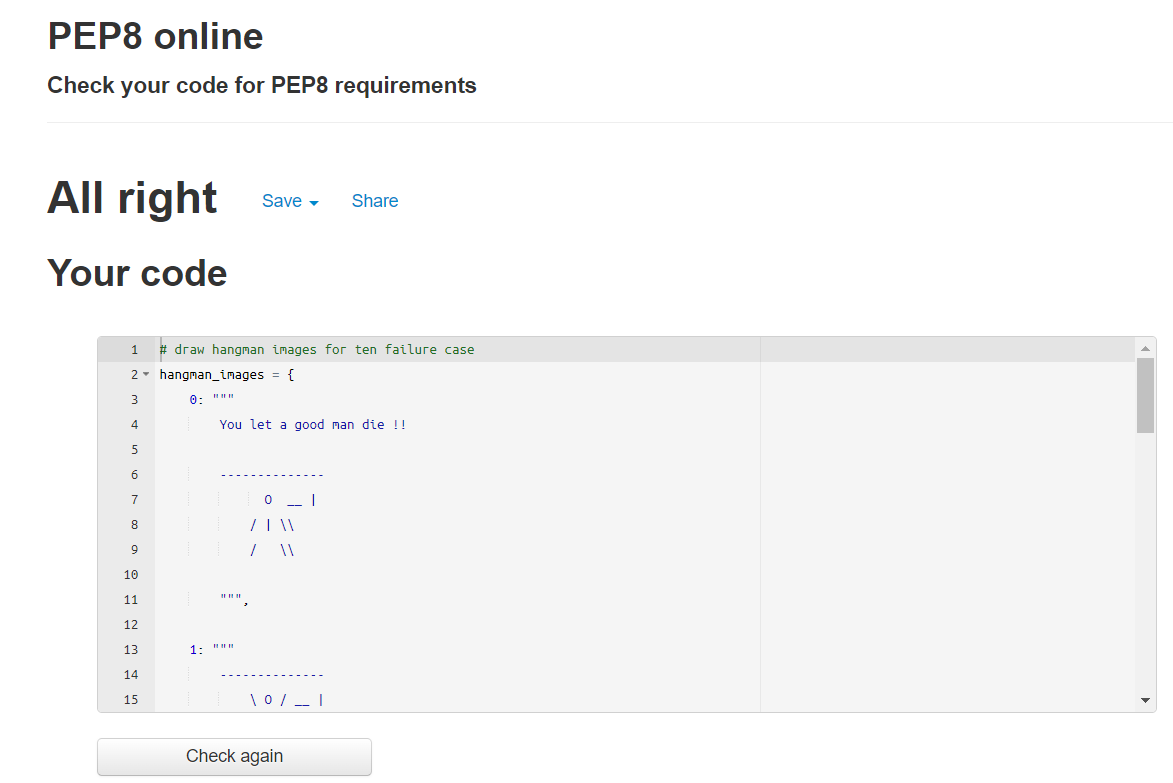 PEP8 online
Check your code for PEP8 requirements
All right Save Share
Your code
1 # draw hangman images for ten failure case
2 hangman_images = {
3     0: """
4         You let a good man die !!
5
6         --------------
7               O  __ |
8             / | \\
9             /   \\
10
11         """,
12
13     1: """
14         --------------
15             \ O / __ |
Check again